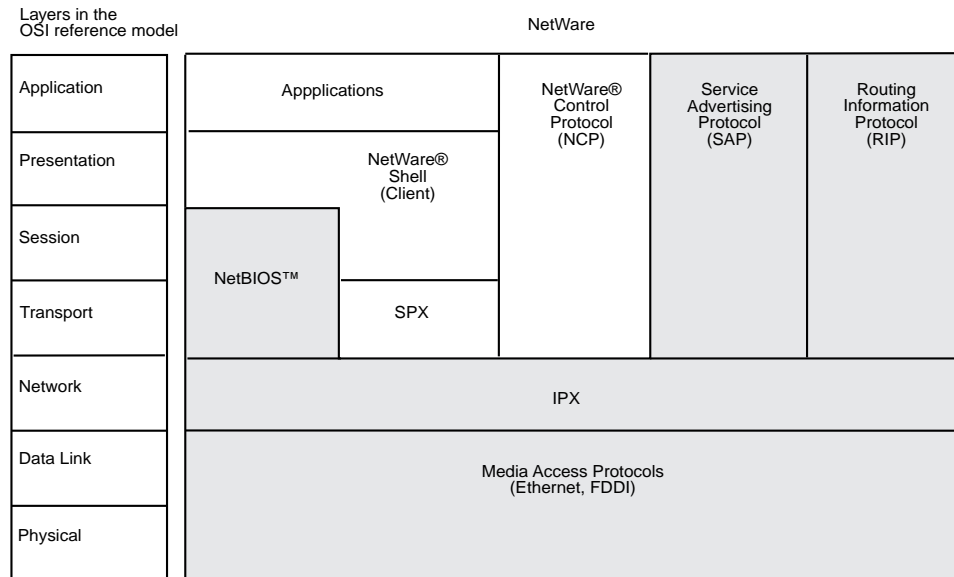 Layers in the
OSI reference model
NetWare
Application
Appplications
NetWare®
Control
Protocol
(NCP)
Service
Advertising
Protocol
(SAP)
Routing
Information
Protocol
(RIP)
Presentation
NetWare®
Shell
(Client)
Session
NetBIOS™
Transport
SPX
Network
IPX
Data Link
Media Access Protocols
(Ethernet, FDDI)
Physical